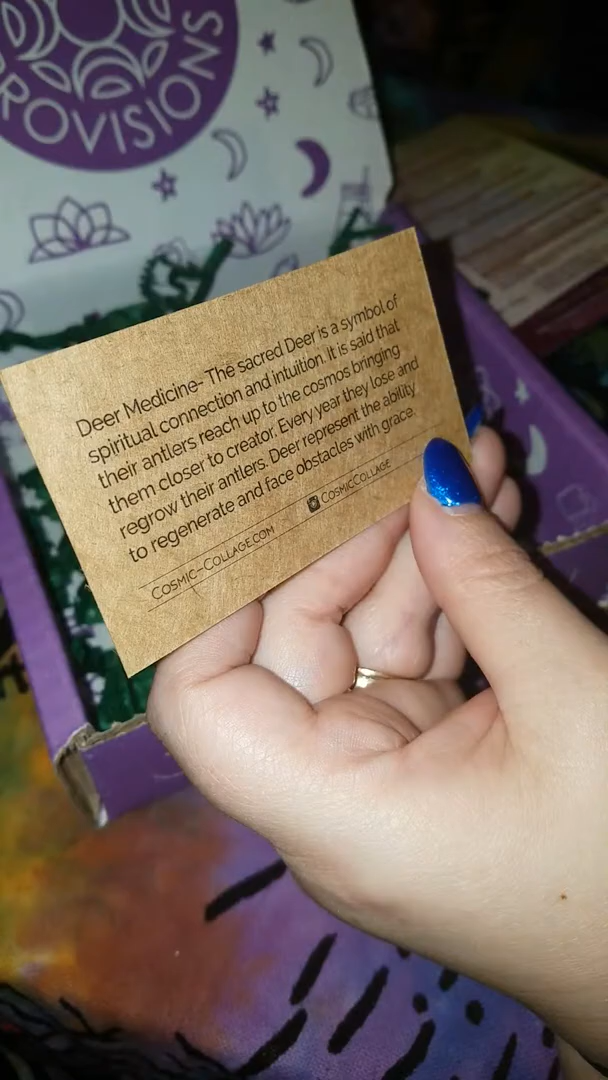 PROVISIONS
Deer Medicine- The sacred Deer is a symbol of
spiritual connection and intuition. It is said that
their antlers reach up to the cosmos bringing
them closer to creator. Every year they lose and
regrow their antlers. Deer represent the ability
to regenerate and face obstacles with grace.
COSMIC-COLLAGE.COM COSMICCOLLAGE